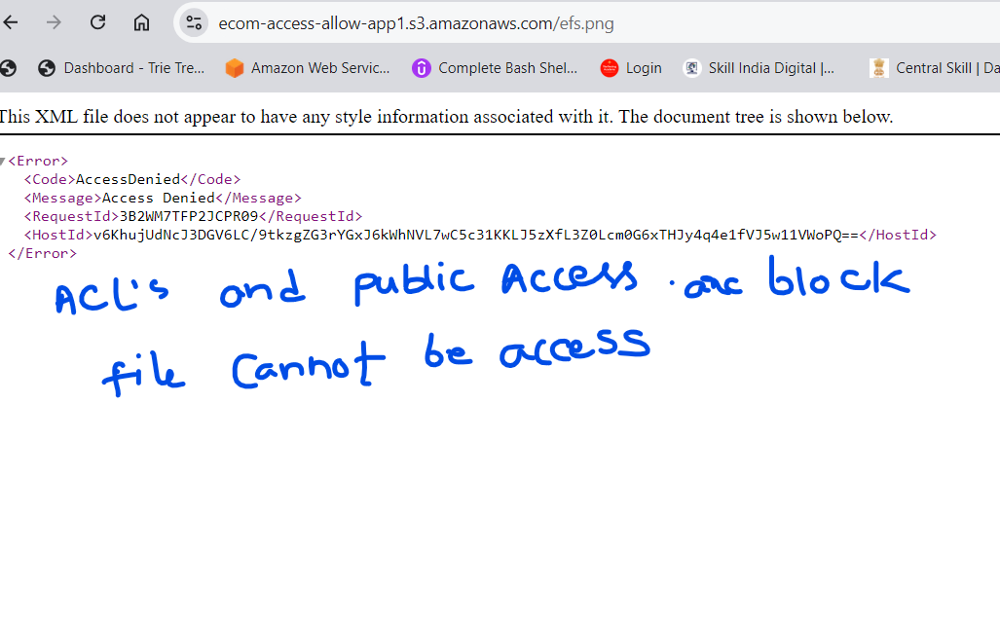 ecom-access-allow-app1.s3.amazonaws.com/efs.png
Dashboard - Trie Tre... Amazon Web Servic... Complete Bash Shel... Login Skill India Digital |... Central Skill | Da
This XML file does not appear to have any style information associated with it. The document tree is shown below.
<Error>
<Code>AccessDenied</Code>
<Message>Access Denied</Message>
<RequestId>3B2WM7TFP2JCPR09</RequestId>
<HostId>v6KhujUdNcJ3DGV6LC/9tkzgZG3rYGxJ6kWhNVL7wC5c31KKLJ5zXfL3Z0Lcm0G6xTHJy4q4e1fVJ5w11VWoPQ==</HostId>
</Error>
ACL's and public Access are block
file cannot be access